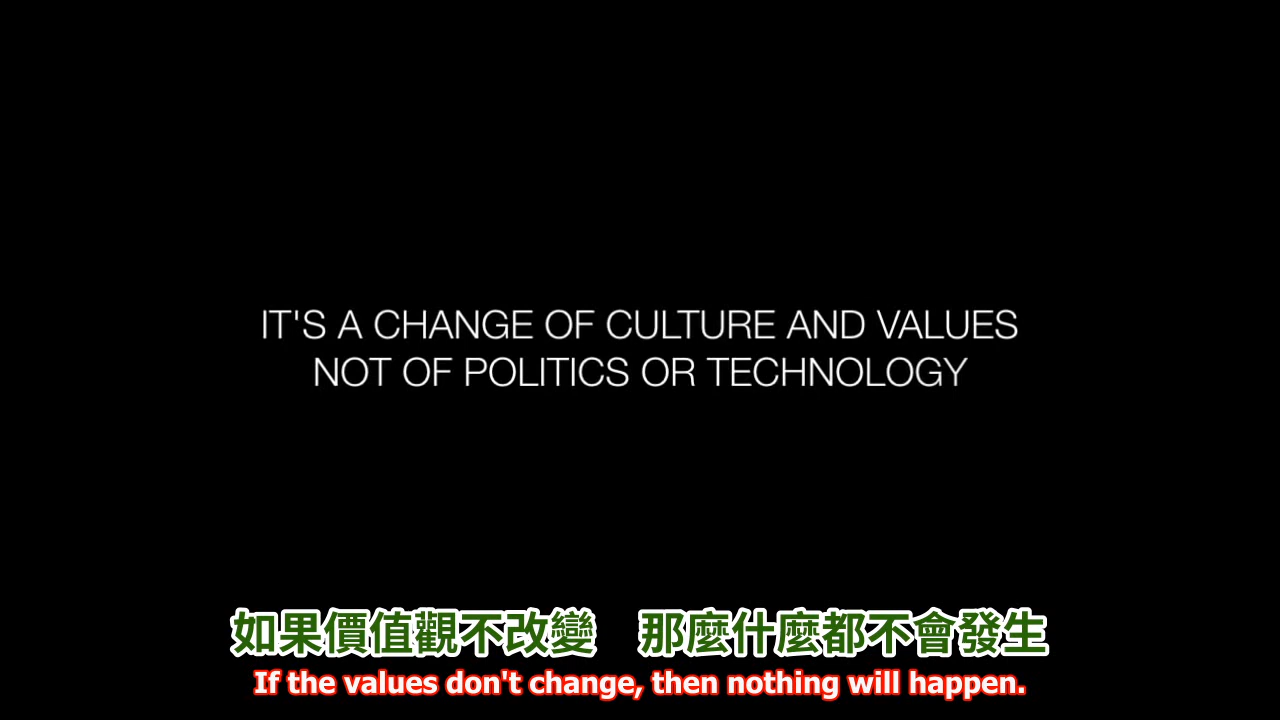 IT'S A CHANGE OF CULTURE AND VALUES
NOT OF POLITICS OR TECHNOLOGY
如果價值觀不改變　那麼什麼都不會發生
If the values don't change, then nothing will happen.